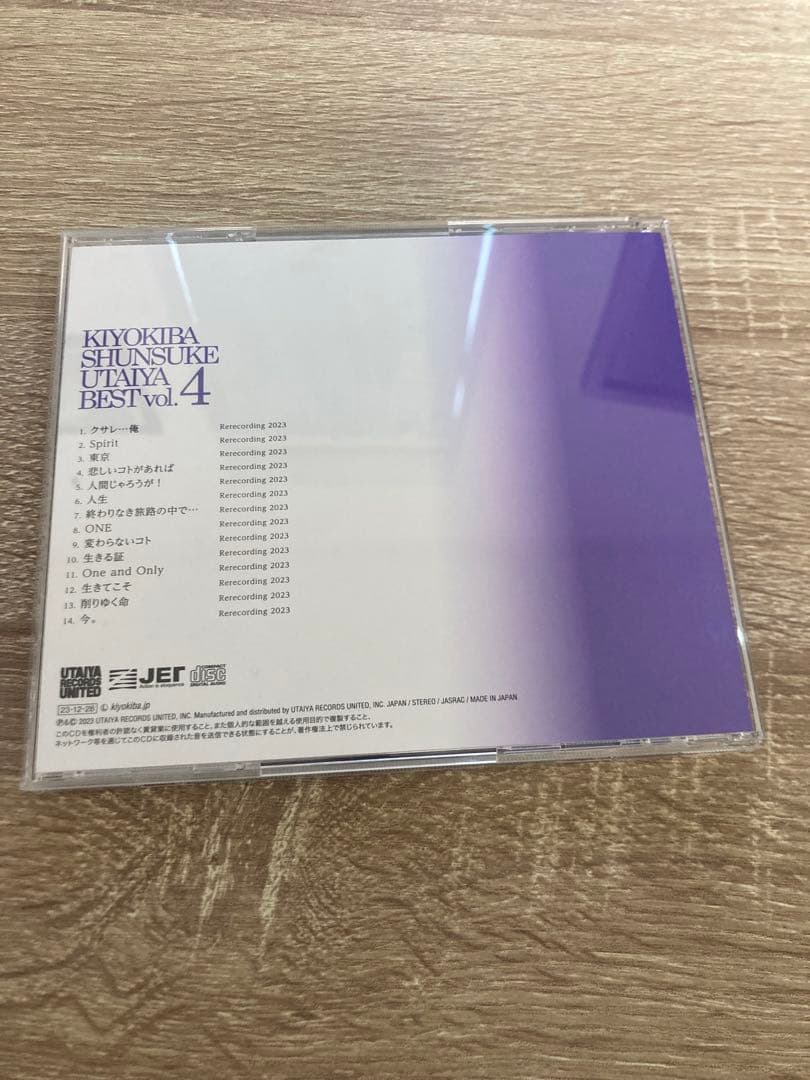 KIYOKIBA
SHUNSUKE
UTAIYA
BEST vol. 4
1. クサレ…俺 Rerecording 2023
2. Spirit Rerecording 2023
3. 東京 Rerecording 2023
4. 悲しいコトがあれば Rerecording 2023
5. 人間じゃろうが! Rerecording 2023
6. 人生 Rerecording 2023
7. 終わりなき旅路の中で… Rerecording 2023
8. ONE Rerecording 2023
9. 変わらないコト Rerecording 2023
10. 生きる証 Rerecording 2023
11. One and Only Rerecording 2023
12. 生きてこそ Rerecording 2023
13. 削りゆく命 Rerecording 2023
14. 今。 Rerecording 2023
UTAIYA
RECORDS
UNITED
JET
Action is eloquence
COMPACT
disc
DIGITAL AUDIO
23-12-26 Ⓛ kiyokiba.jp
Ⓟ&© 2023 UTAIYA RECORDS UNITED, INC. Manufactured and distributed by UTAIYA RECORDS UNITED, INC. JAPAN / STEREO / JASRAC / MADE IN JAPAN
このCDを権利者の許諾なく賃貸業に使用すること、また個人的な範囲を越える使用目的で複製すること、
ネットワーク等を通じてこのCDに収録された音を送信できる状態にすることが、著作権法上で禁じられています。